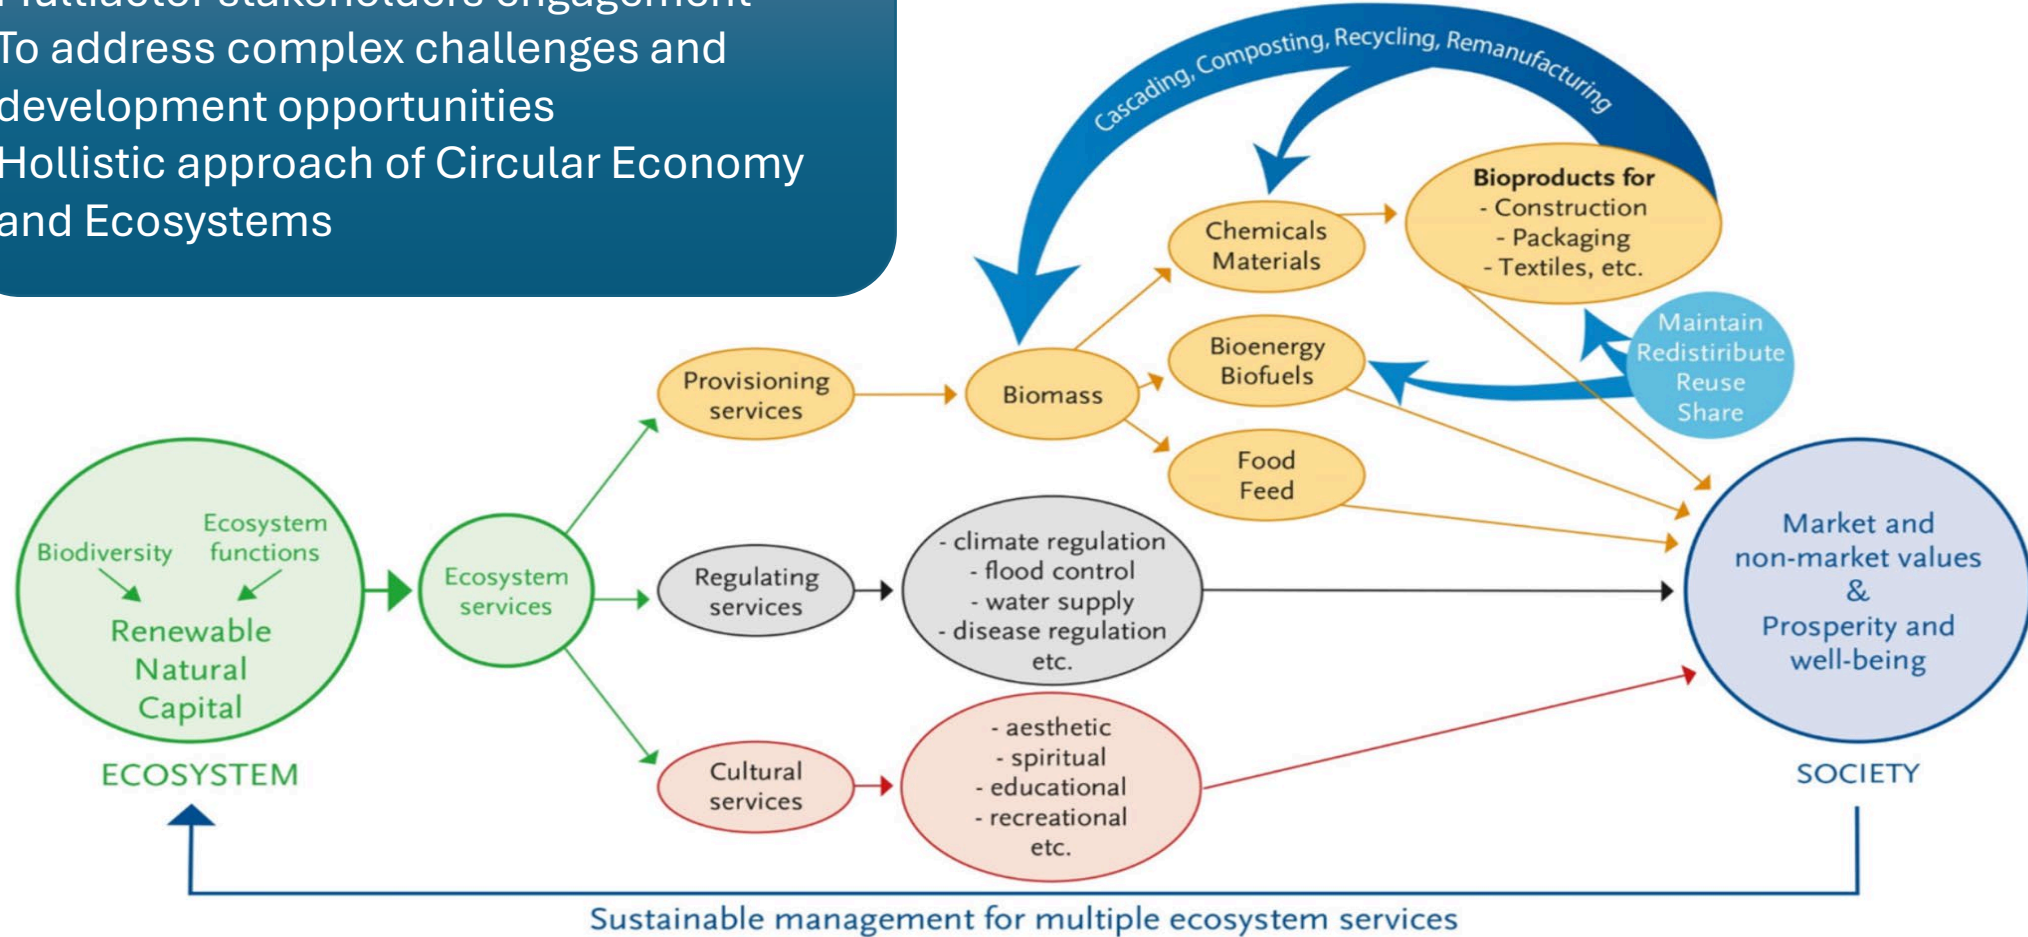 stakeholders engagement
To address complex challenges and
development opportunities
Hollistic approach of Circular Economy
and Ecosystems
Cascading, Composting, Recycling, Remanufacturing
Bioproducts for
- Construction
- Packaging
- Textiles, etc.
Chemicals
Materials
Maintain
Redistiribute
Reuse
Share
Bioenergy
Biofuels
Provisioning
services
Biomass
Food
Feed
Biodiversity
Ecosystem
functions
Renewable
Natural
Capital
ECOSYSTEM
Ecosystem
services
Regulating
services
- climate regulation
- flood control
- water supply
- disease regulation
etc.
Market and
non-market values
&
Prosperity and
well-being
SOCIETY
Cultural
services
- aesthetic
- spiritual
- educational
- recreational
etc.
Sustainable management for multiple ecosystem services